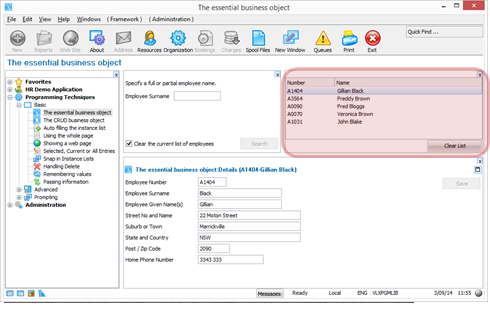 The essential business object
File Edit View Help Windows ( Framework ) ( Administration )
New Reports Web Site About Address Resources Organization Bookings Charges Spool Files New Window Queues Print Exit
Quick Find ...
The essential business object
Favorites
HR Demo Application
Programming Techniques
Basic
The essential business object
The CRUD business object
Auto filling the instance list
Using the whole page
Showing a web page
Selected, Current or All Entries
Snap in Instance Lists
Handling Delete
Remembering values
Passing information
Advanced
Prompting
Administration
Specify a full or partial employee name.
Employee Surname
Clear the current list of employees
Search
Number Name
A1404 Gillian Black
A3564 Freddy Brown
A0090 Fred Bloggs
A0070 Veronica Brown
A1031 John Blake
Clear List
The essential business object:Details (A1404-Gillian Black)
Employee Number A1404
Save
Employee Surname Black
Employee Given Name(s) Gillian
Street No and Name 22 Moton Street
Suburb or Town Marrickville
State and Country NSW
Post / Zip Code 2090
Home Phone Number 3343 333
Messages Ready Local ENG VLXPGMLIB 3/09/14 11:55